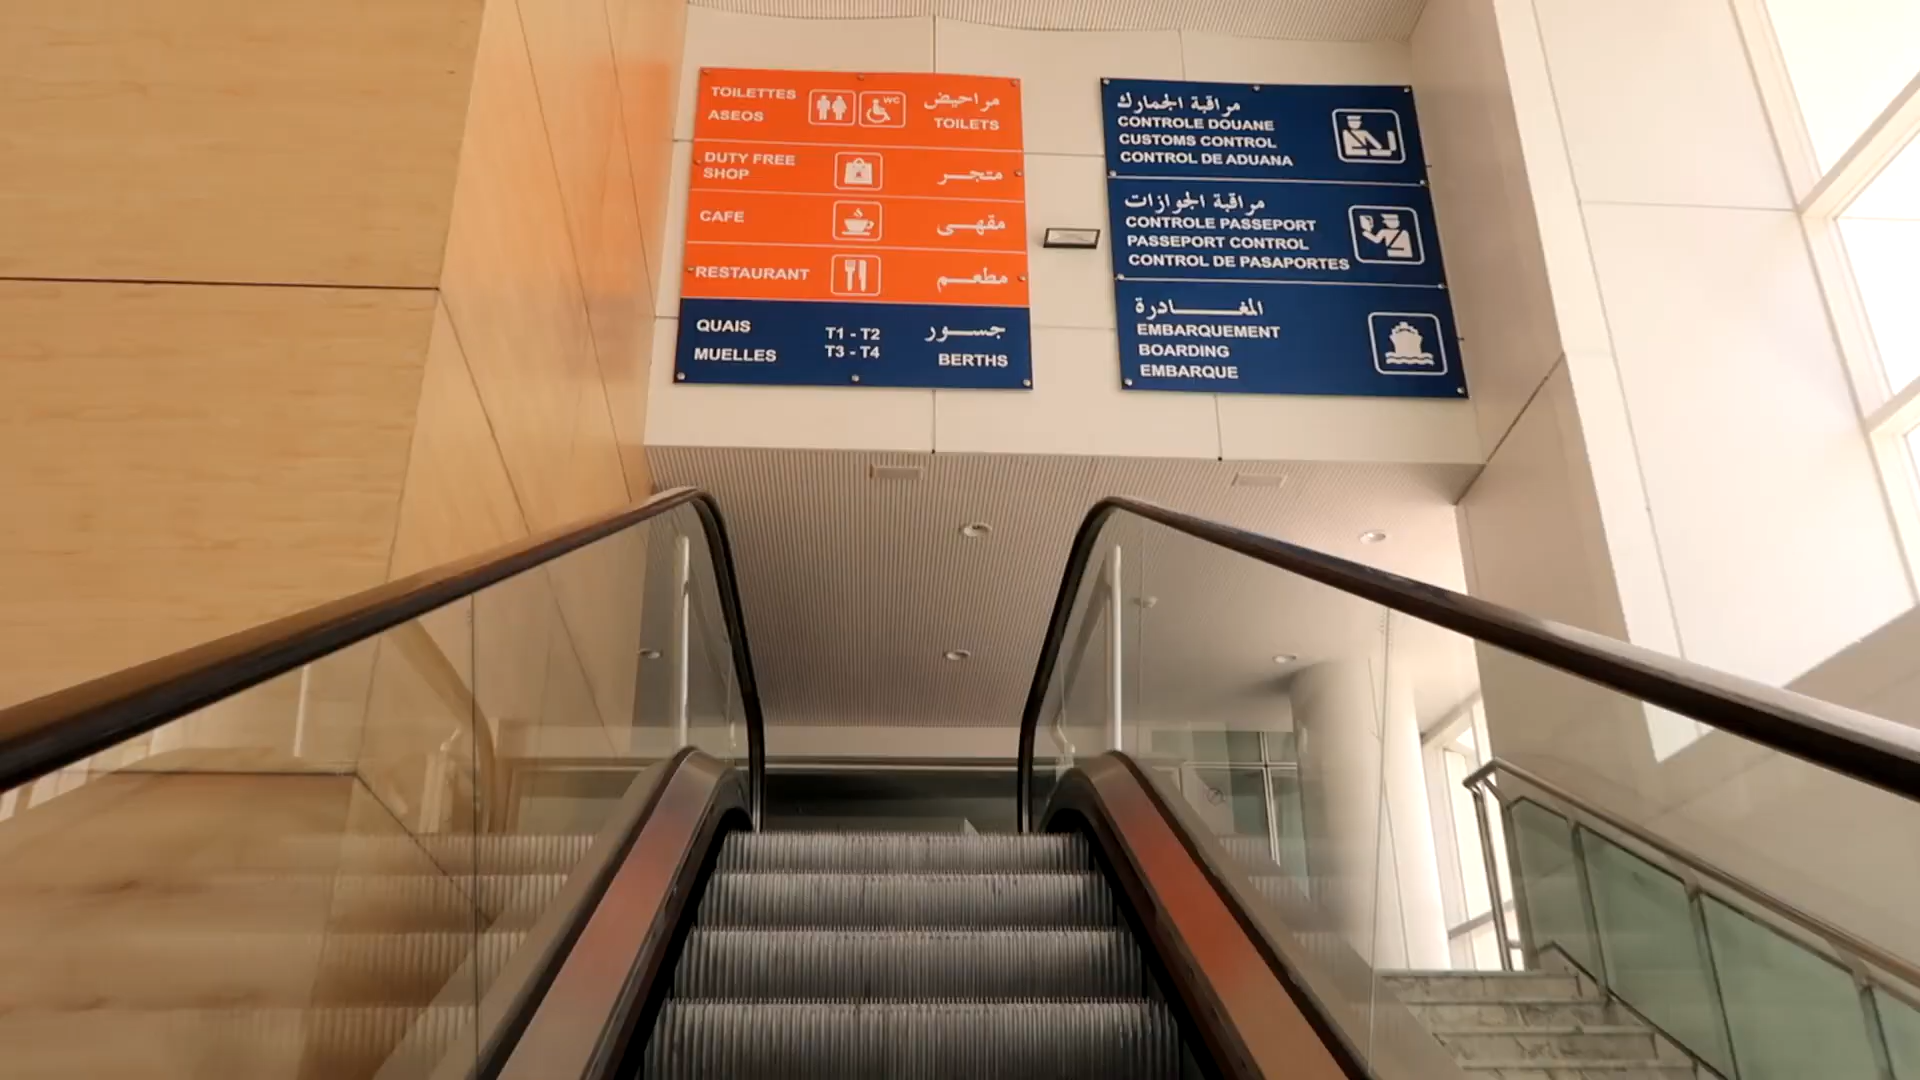 TOILETTES
ASEOS
WC
مراحيض
TOILETS
DUTY FREE
SHOP
متجر
CAFE
مقهى
RESTAURANT
مطعم
QUAIS
MUELLES
T1 - T2
T3 - T4
جسور
BERTHS
مراقبة الجمارك
CONTROLE DOUANE
CUSTOMS CONTROL
CONTROL DE ADUANA
مراقبة الجوازات
CONTROLE PASSEPORT
PASSEPORT CONTROL
CONTROL DE PASAPORTES
المغادرة
EMBARQUEMENT
BOARDING
EMBARQUE